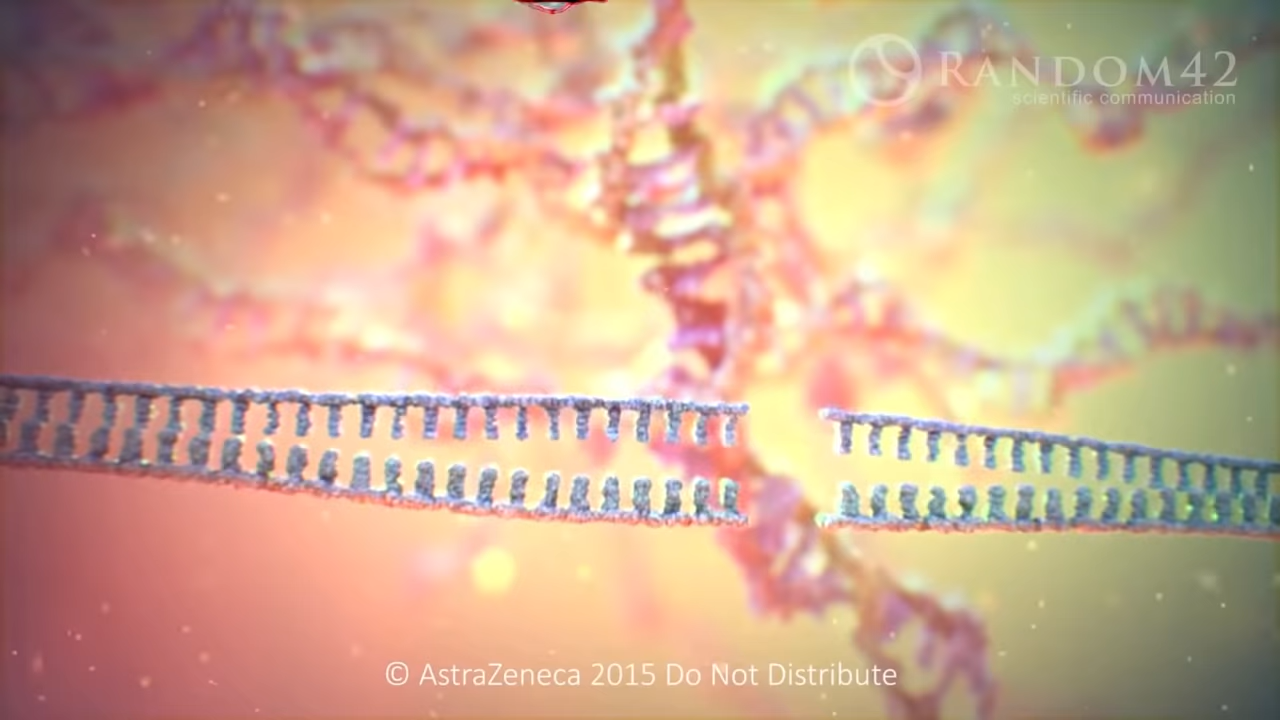 RANDOM42
scientific communication
© AstraZeneca 2015 Do Not Distribute